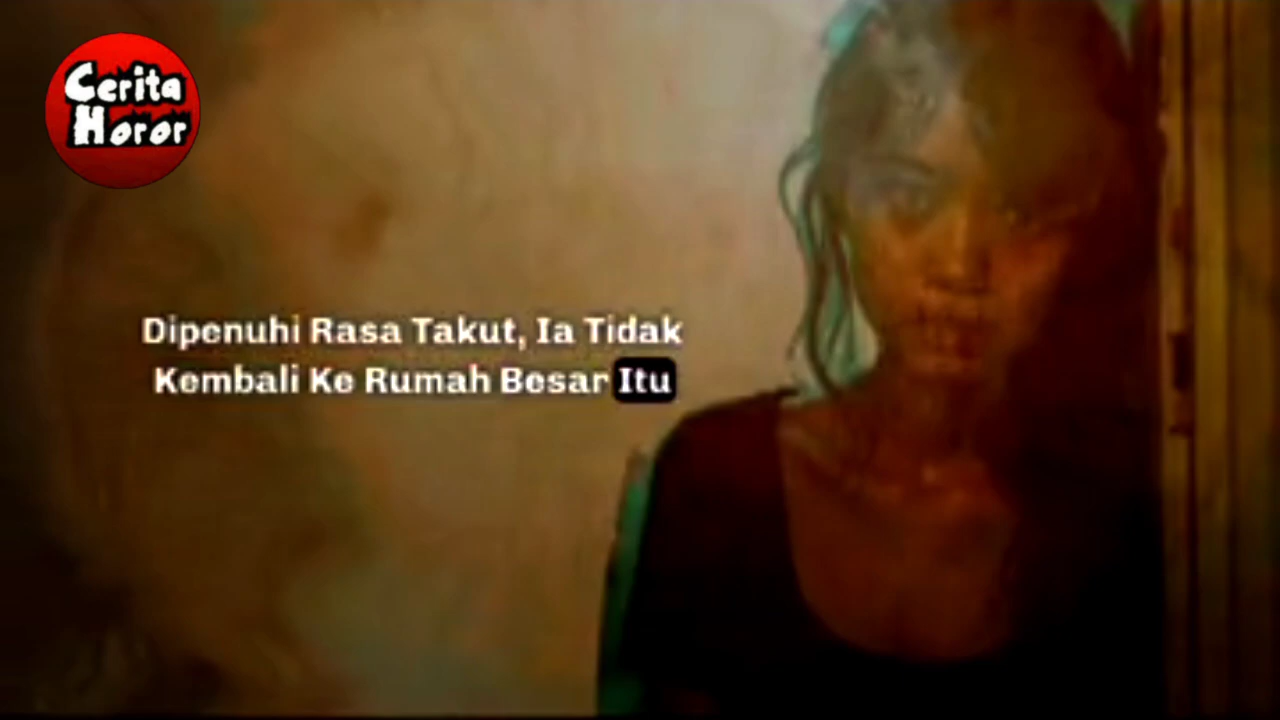 Cerita
Horor
Dipenuhi Rasa Takut, Ia Tidak
Kembali Ke Rumah Besar Itu